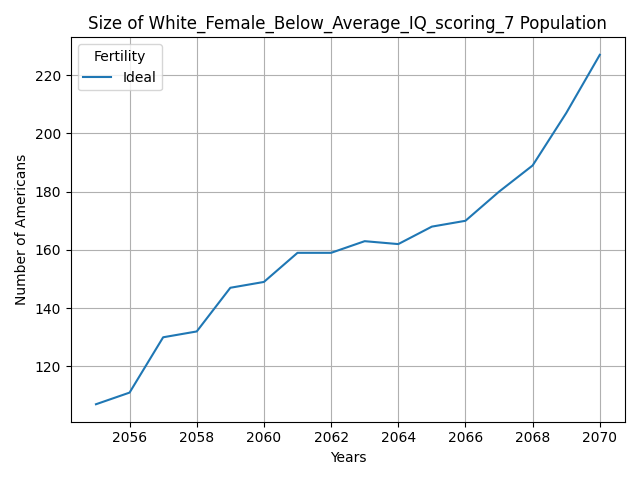 Size of White_Female_Below_Average_IQ_scoring_7 Population
Fertility
Ideal
Number of Americans
220
200
180
160
140
120
2056 2058 2060 2062 2064 2066 2068 2070
Years